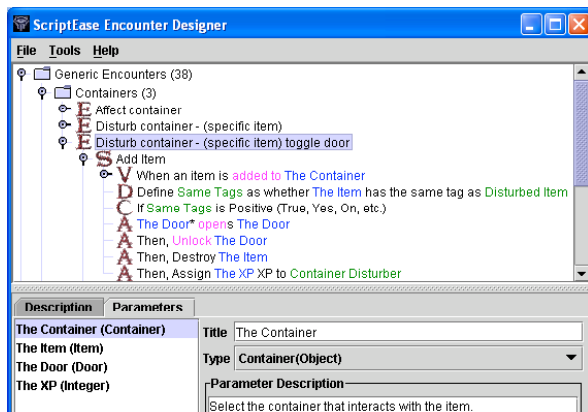 ScriptEase Encounter Designer
File Tools Help
Generic Encounters (38)
Containers (3)
E Affect container
E Disturb container - (specific item)
E Disturb container - (specific item) toggle door
S Add Item
V When an item is added to The Container
D Define Same Tags as whether The Item has the same tag as Disturbed Item
C If Same Tags is Positive (True, Yes, On, etc.)
A The Door* opens The Door
A Then, Unlock The Door
A Then, Destroy The Item
A Then, Assign The XP XP to Container Disturber
Description Parameters
The Container (Container)
The Item (Item)
The Door (Door)
The XP (Integer)
Title The Container
Type Container(Object)
Parameter Description
Select the container that interacts with the item.